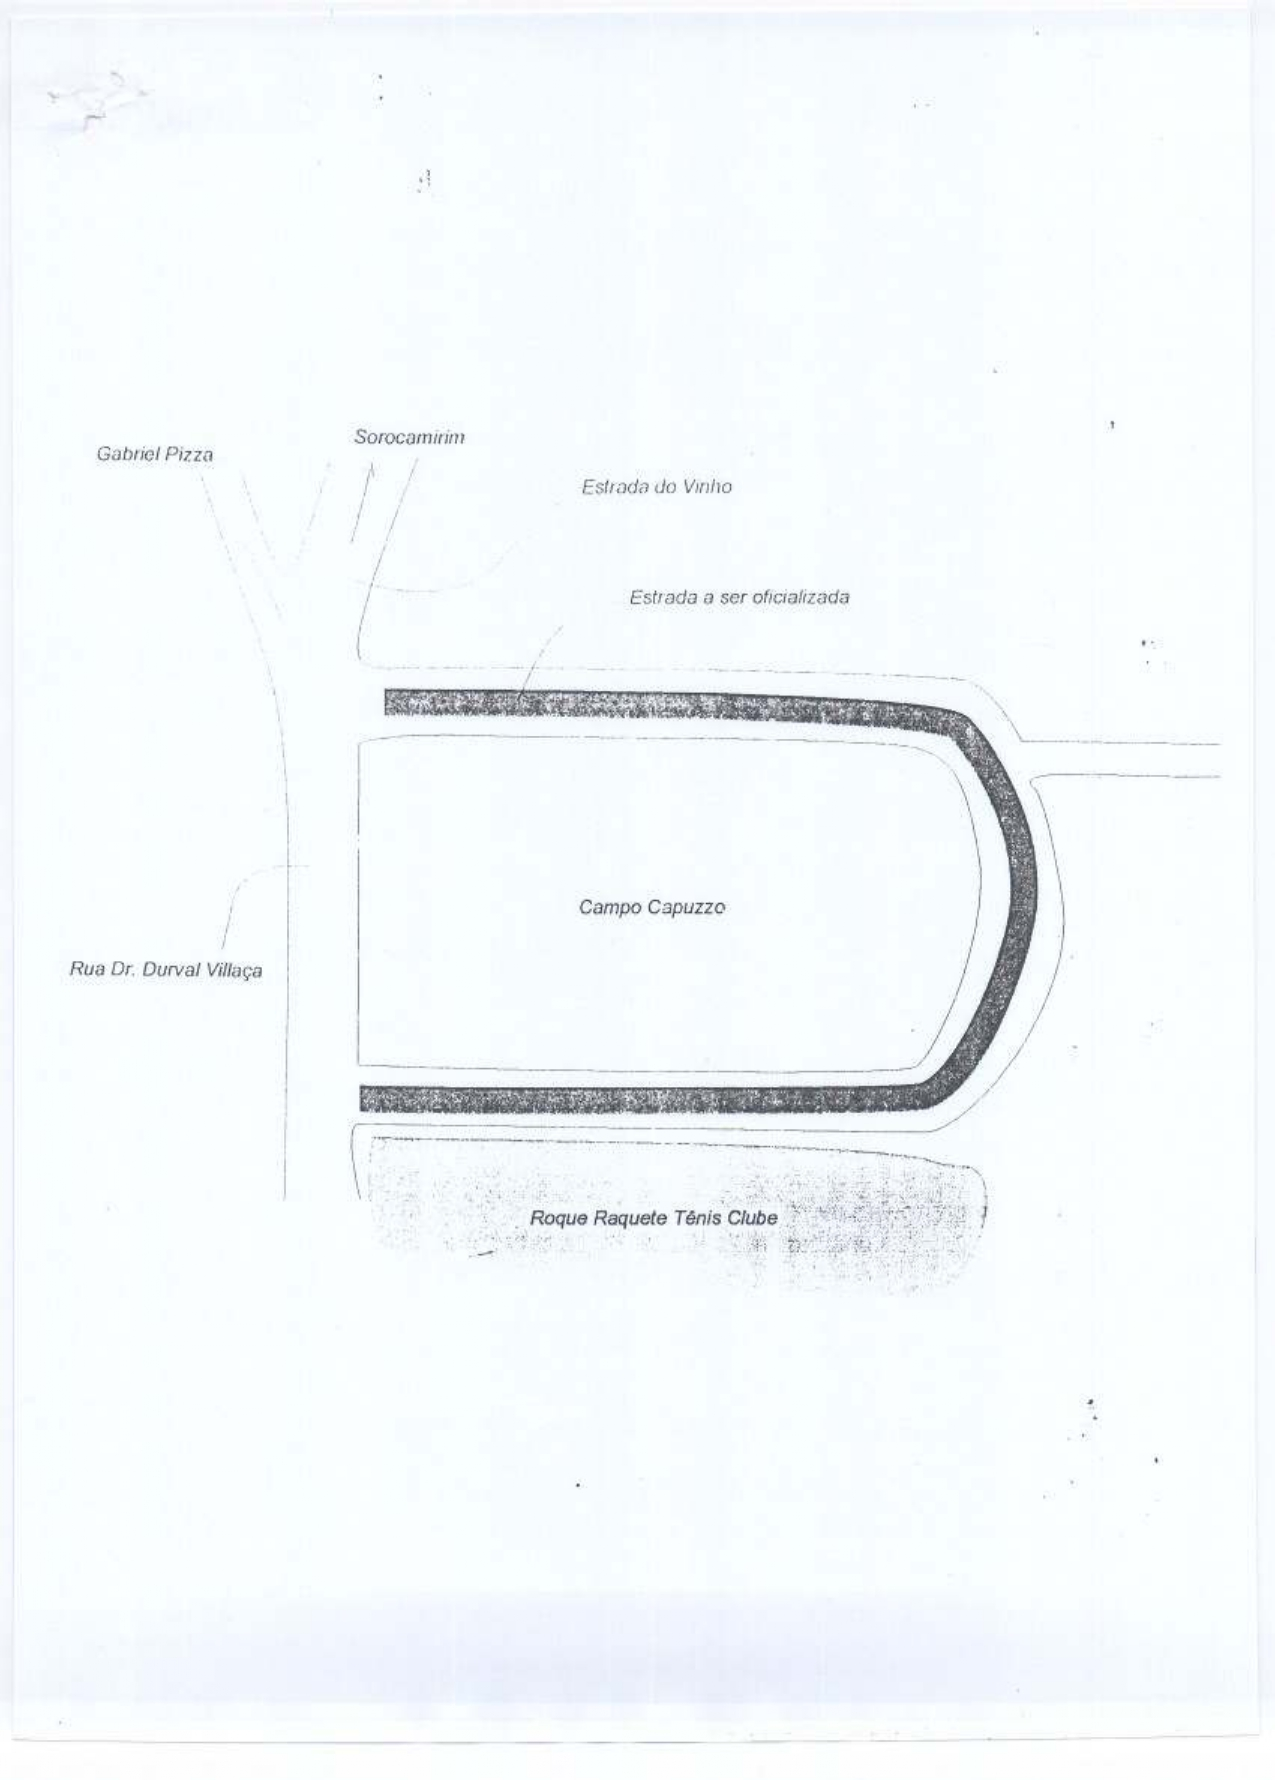 Sorocamirim
Gabriel Pizza
Estrada do Vinho
Estrada a ser oficializada
Campo Capuzzo
Rua Dr. Durval Villaça
Roque Raquete Tênis Clube